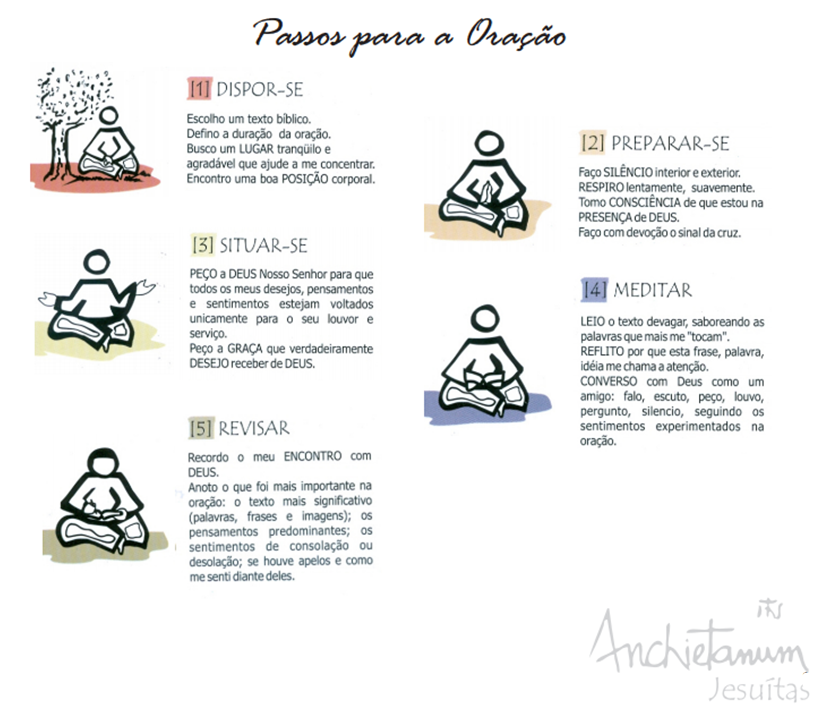 Passos para a Oração
[1] DISPOR-SE
Escolho um texto bíblico.
Defino a duração da oração.
Busco um LUGAR tranqüilo e
agradável que ajude a me concentrar.
Encontro uma boa POSIÇÃO corporal.
[2] PREPARAR-SE
Faço SILÊNCIO interior e exterior.
RESPIRO lentamente, suavemente.
Tomo CONSCIÊNCIA de que estou na
PRESENÇA de DEUS.
Faço com devoção o sinal da cruz.
[3] SITUAR-SE
PEÇO a DEUS Nosso Senhor para que
todos os meus desejos, pensamentos
e sentimentos estejam voltados
unicamente para o seu louvor e
serviço.
Peço a GRAÇA que verdadeiramente
DESEJO receber de DEUS.
[4] MEDITAR
LEIO o texto devagar, saboreando as
palavras que mais me "tocam".
REFLITO por que esta frase, palavra,
idéia me chama a atenção.
CONVERSO com Deus como um
amigo: falo, escuto, peço, louvo,
pergunto, silencio, seguindo os
sentimentos experimentados na
oração.
[5] REVISAR
Recordo o meu ENCONTRO com
DEUS.
Anoto o que foi mais importante na
oração: o texto mais significativo
(palavras, frases e imagens); os
pensamentos predominantes; os
sentimentos de consolação ou
desolação; se houve apelos e como
me senti diante deles.
Anchietanum
Jesuítas